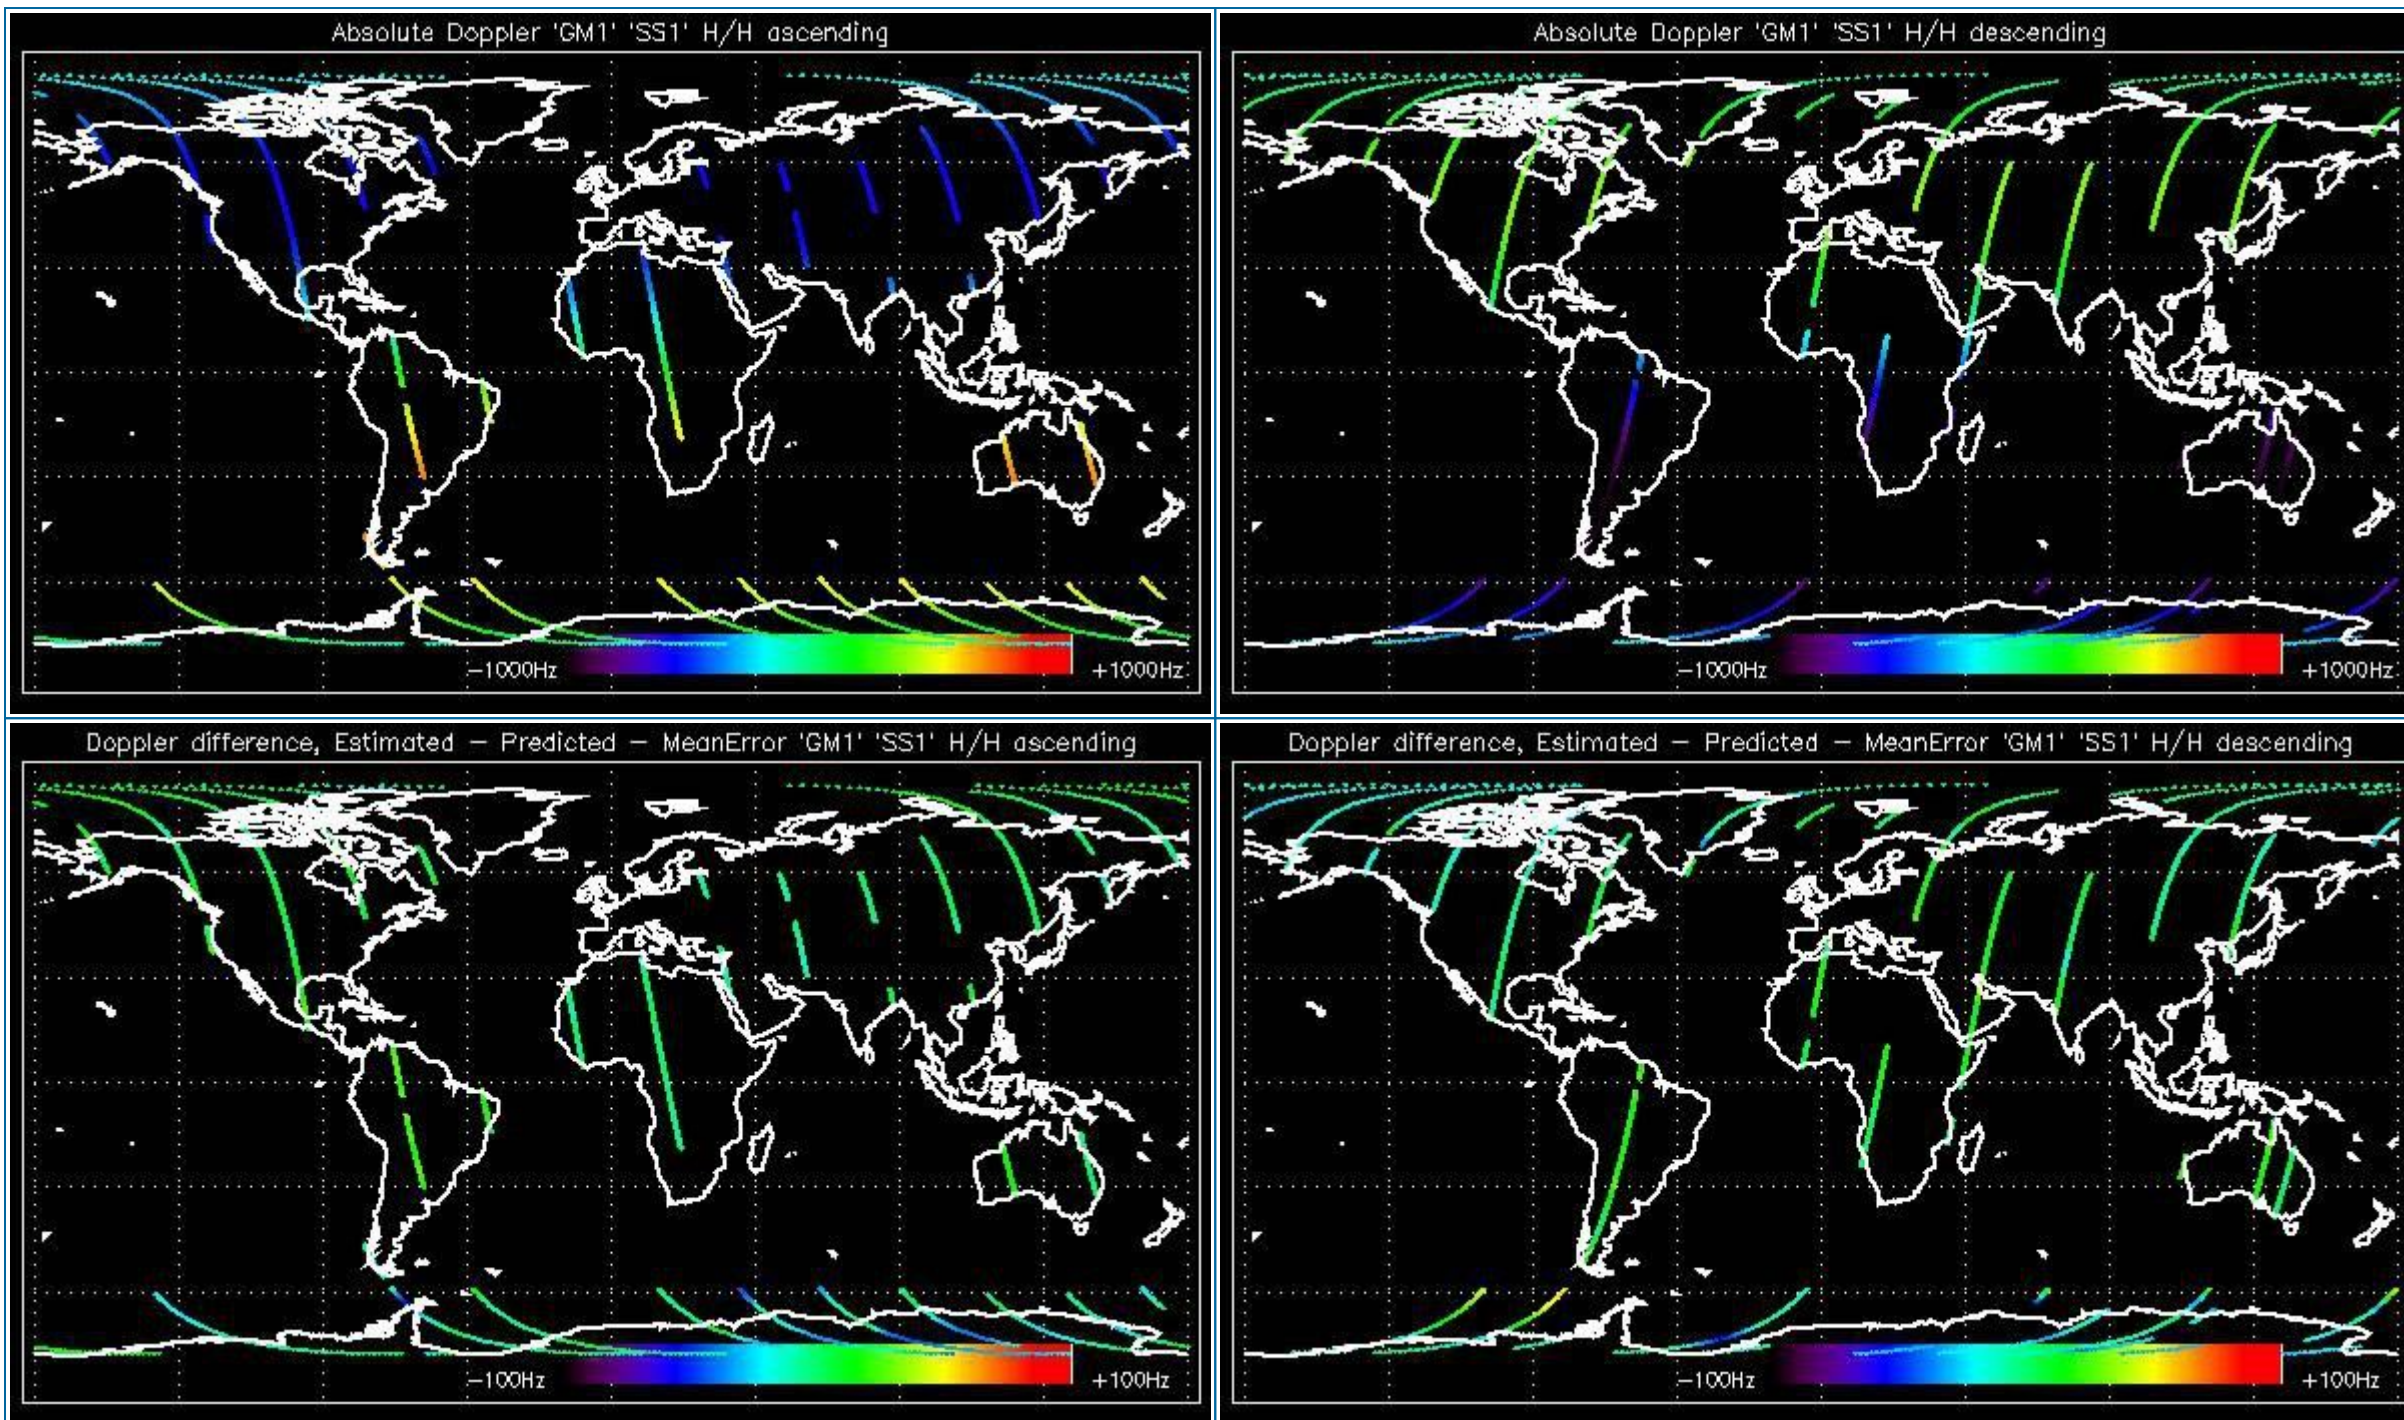 Absolute Doppler 'GM1' 'SS1' H/H ascending
−1000Hz
+1000Hz
Absolute Doppler 'GM1' 'SS1' H/H descending
−1000Hz
+1000Hz
Doppler difference, Estimated − Predicted − MeanError 'GM1' 'SS1' H/H ascending
−100Hz
+100Hz
Doppler difference, Estimated − Predicted − MeanError 'GM1' 'SS1' H/H descending
−100Hz
+100Hz